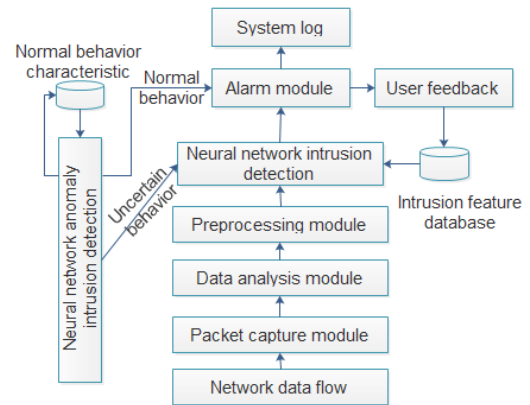 System log
Normal behavior
characteristic
Normal
behavior
Alarm module
User feedback
Neural network anomaly
intrusion detection
Uncertain
behavior
Neural network intrusion
detection
Intrusion feature
database
Preprocessing module
Data analysis module
Packet capture module
Network data flow